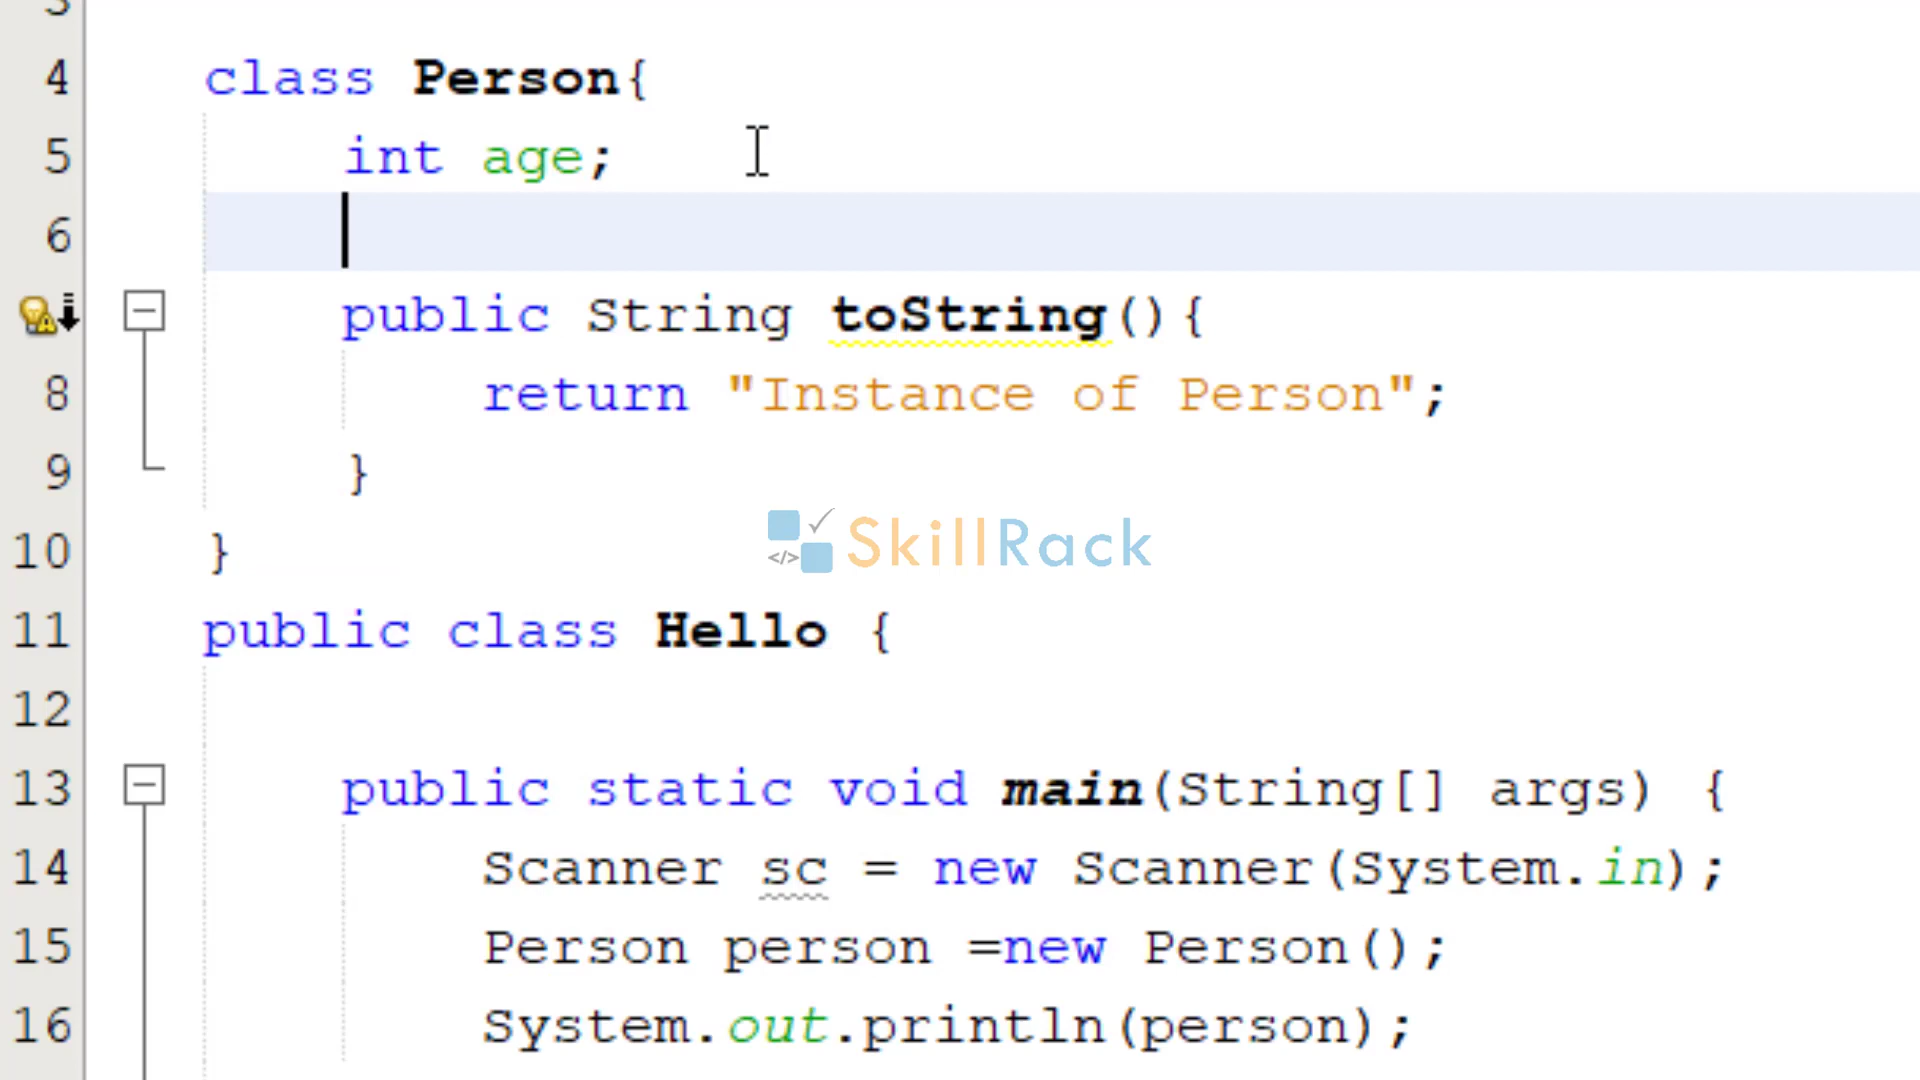 3
4 class Person{
5 int age;
6
public String toString(){
8 return "Instance of Person";
9 }
10 }
11 public class Hello {
12
13 public static void main(String[] args) {
14 Scanner sc = new Scanner(System.in);
15 Person person =new Person();
16 System.out.println(person);
</> SkillRack